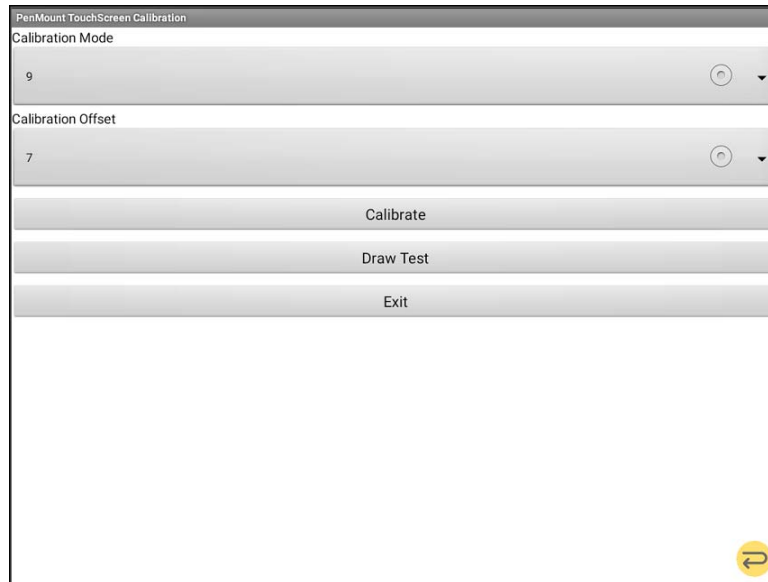 PenMount TouchScreen Calibration
Calibration Mode
9
Calibration Offset
7
Calibrate
Draw Test
Exit